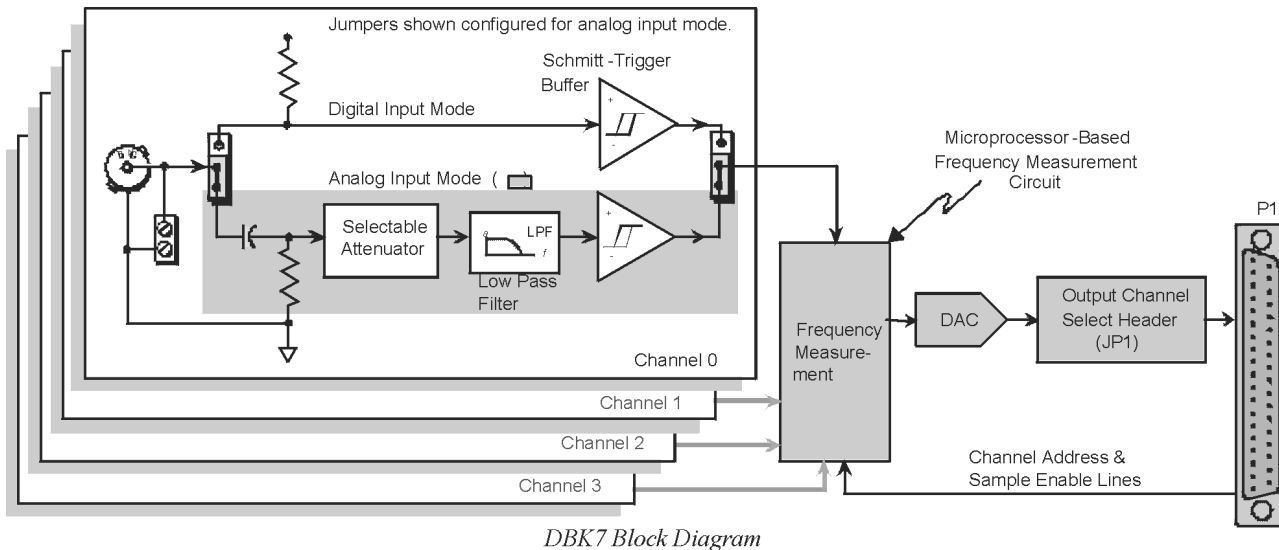 Jumpers shown configured for analog input mode.
Schmitt -Trigger
Buffer
Digital Input Mode
Analog Input Mode ( )
Selectable
Attenuator
LPF
f
Low Pass
Filter
Channel 0
Channel 1
Channel 2
Channel 3
Microprocessor-Based
Frequency Measurement
Circuit
Frequency
Measure-
ment
DAC
Output Channel
Select Header
(JP1)
P1
Channel Address &
Sample Enable Lines
DBK7 Block Diagram